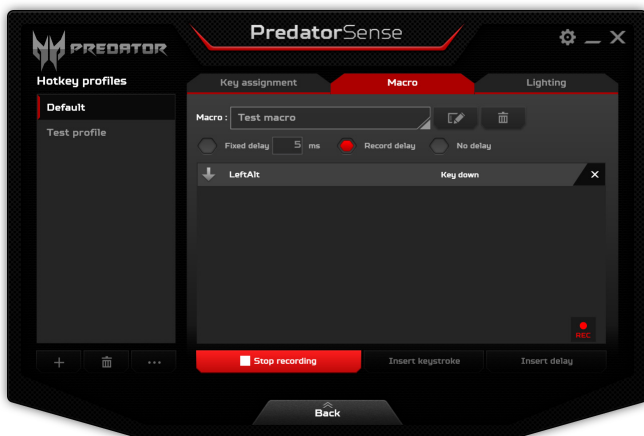 PREDATOR
PredatorSense
Hotkey profiles
Default
Test profile
Key assignment
Macro
Lighting
Macro :
Test macro
Fixed delay 5 ms
Record delay
No delay
LeftAlt
Key down
REC
Stop recording
Insert keystroke
Insert delay
Back